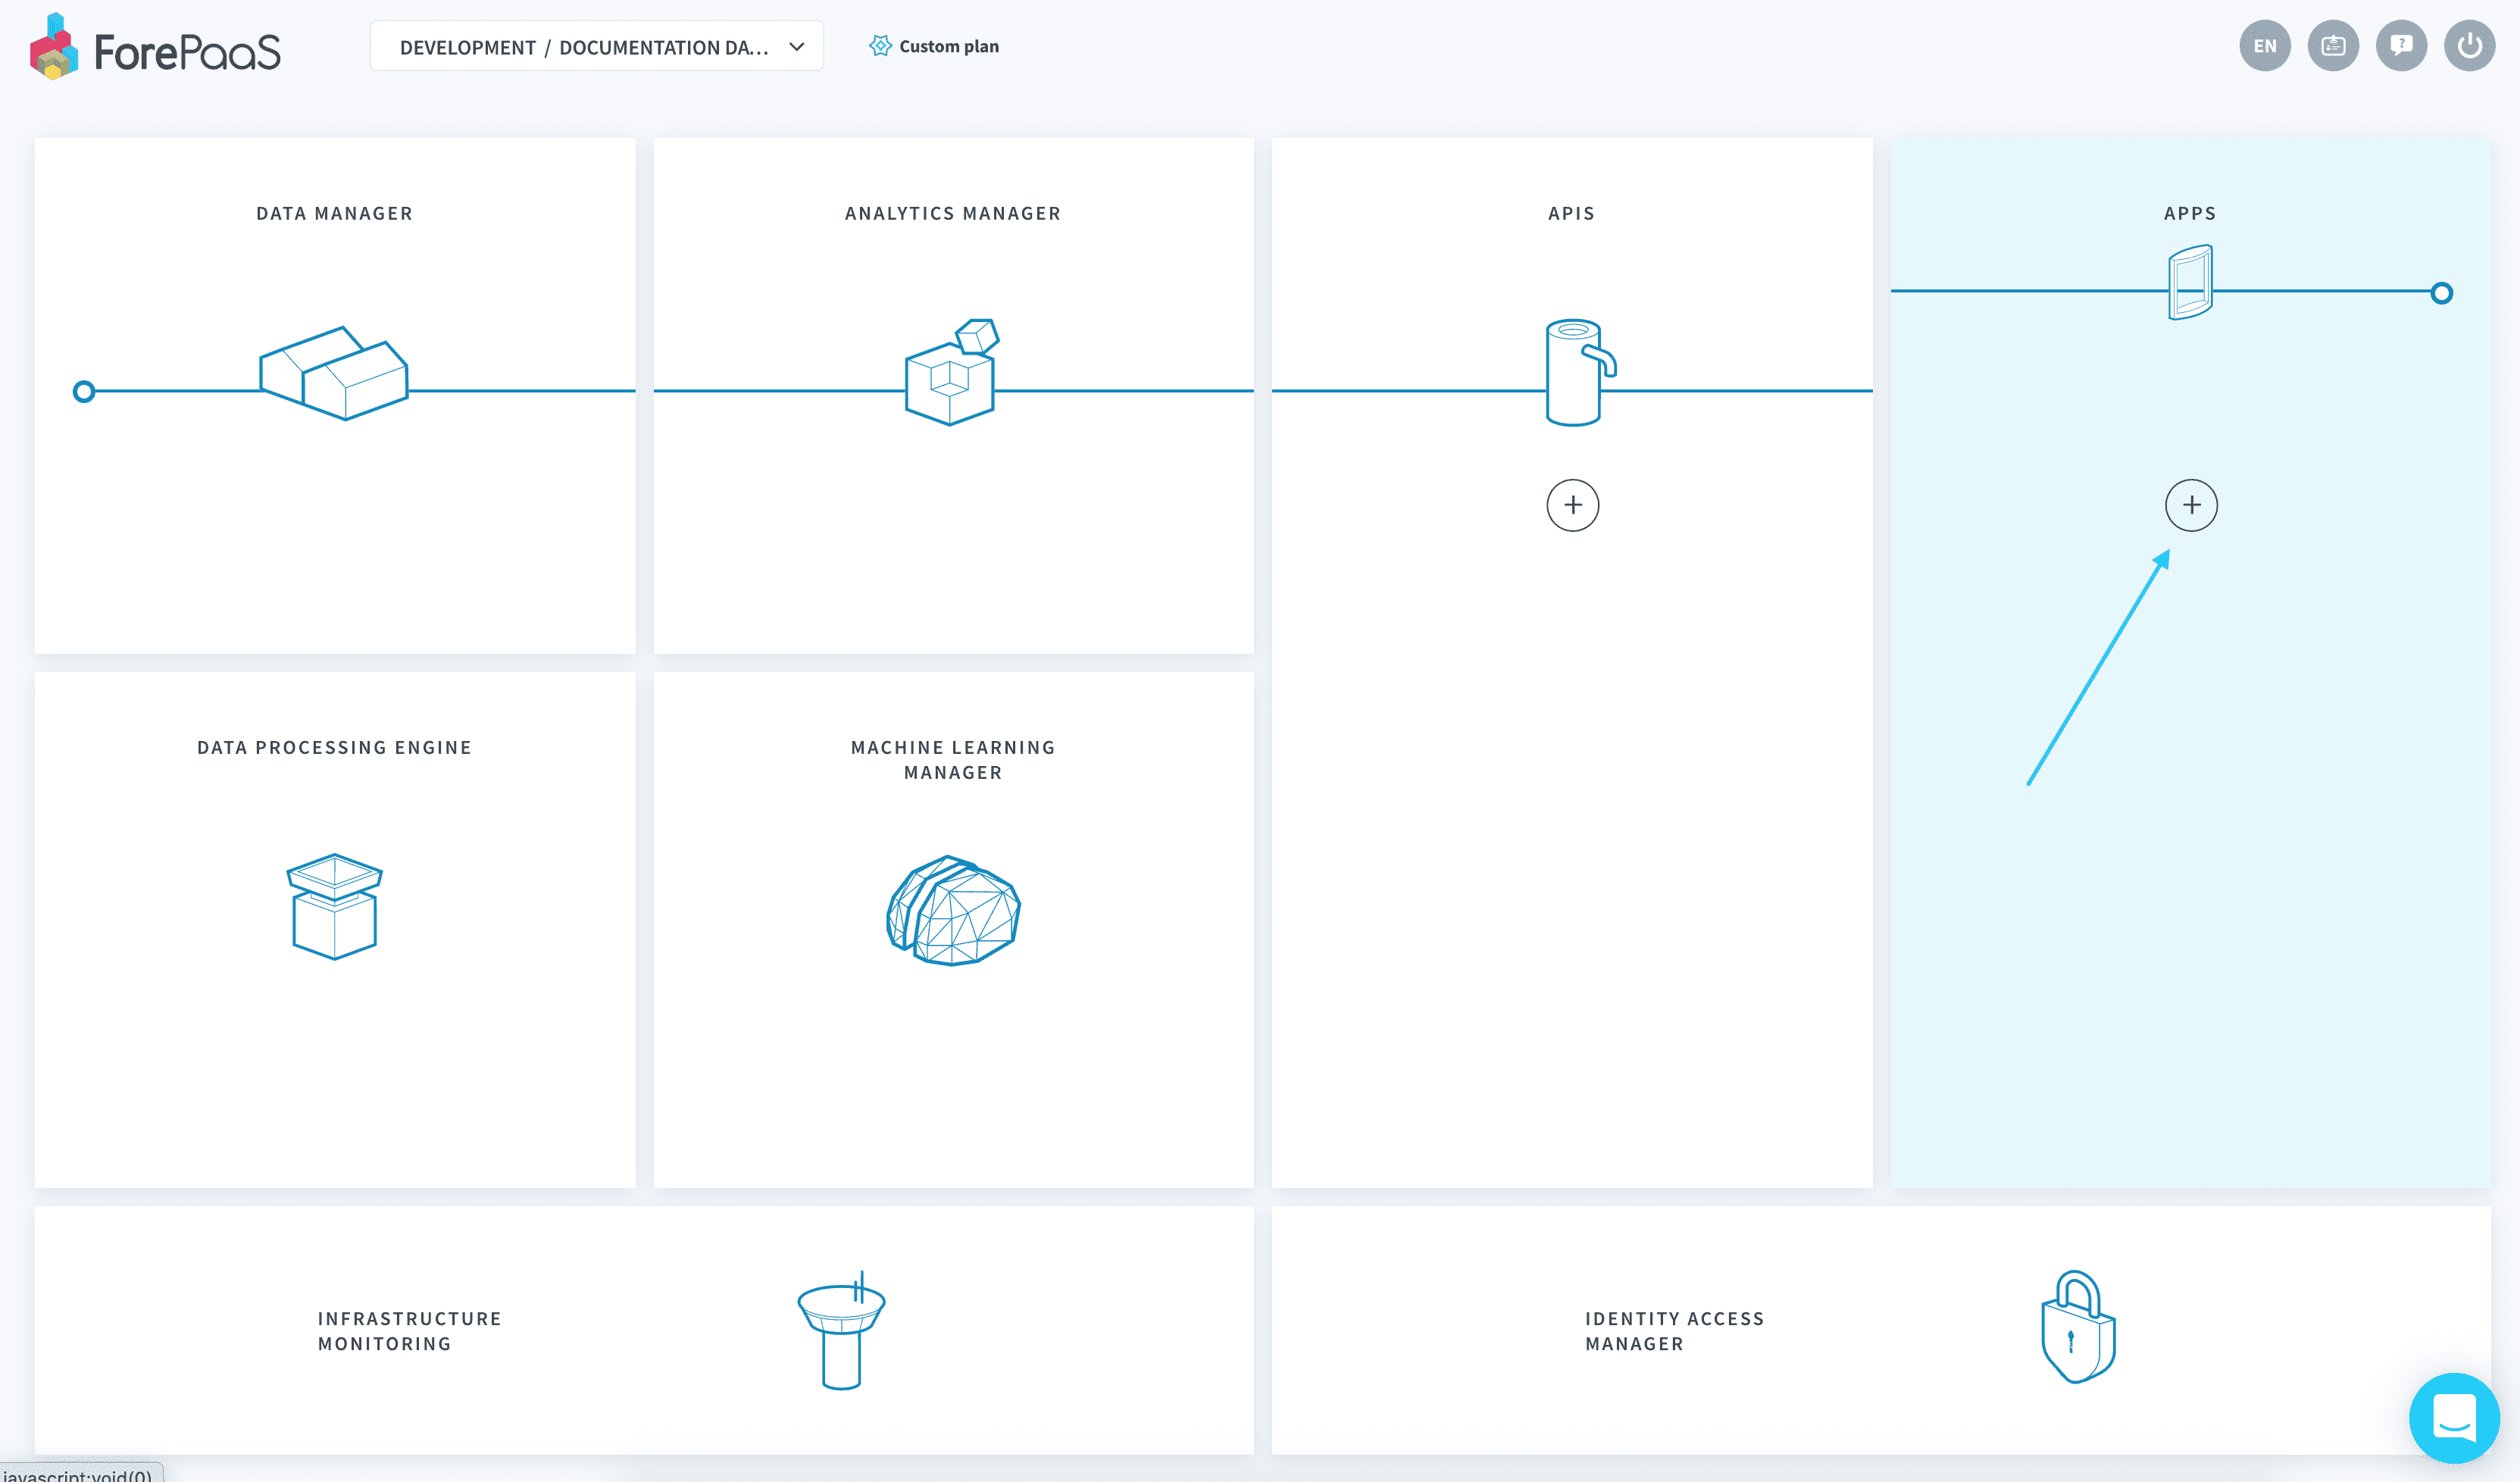 ForePaaS
DEVELOPMENT / DOCUMENTATION DA...
Custom plan
EN
?
DATA MANAGER
ANALYTICS MANAGER
APIS
APPS
DATA PROCESSING ENGINE
MACHINE LEARNING
MANAGER
INFRASTRUCTURE
MONITORING
IDENTITY ACCESS
MANAGER
javascript:void(0)